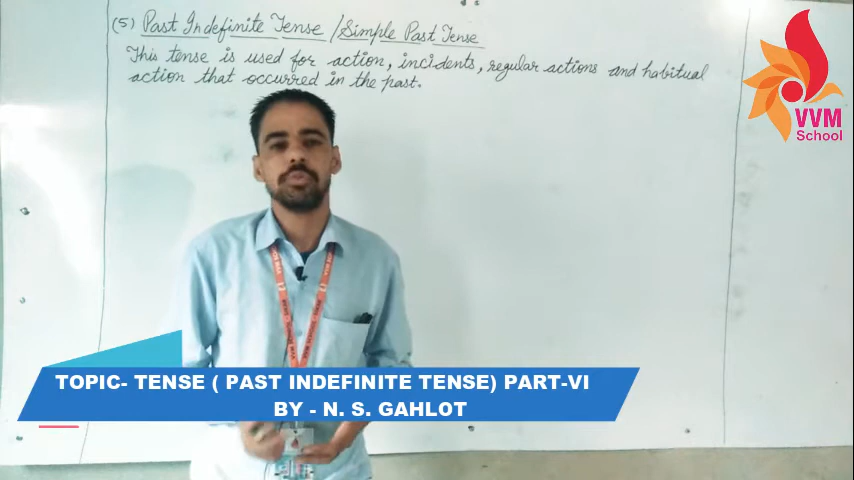 (5) Past Indefinite Tense / Simple Past Tense
This tense is used for action, incidents, regular actions and habitual
action that occurred in the past.
VVM
School
TOPIC- TENSE ( PAST INDEFINITE TENSE) PART-VI
BY - N. S. GAHLOT